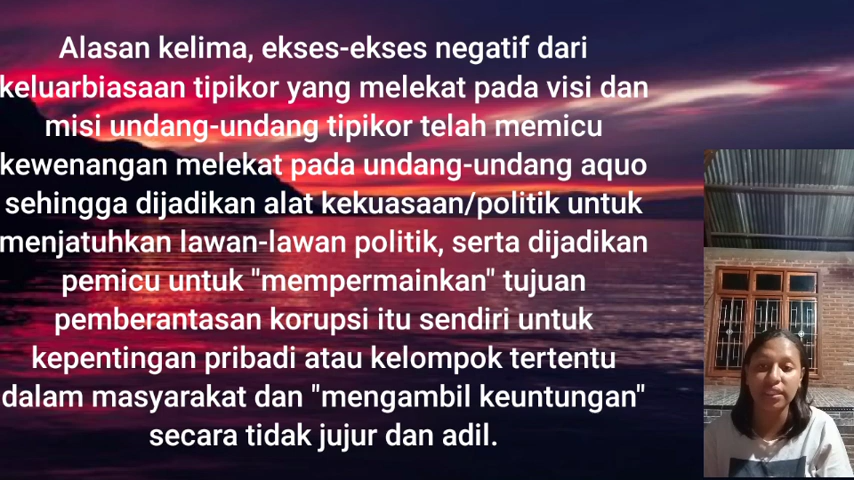 Alasan kelima, ekses-ekses negatif dari
keluarbiasaan tipikor yang melekat pada visi dan
misi undang-undang tipikor telah memicu
kewenangan melekat pada undang-undang aquo
sehingga dijadikan alat kekuasaan/politik untuk
menjatuhkan lawan-lawan politik, serta dijadikan
pemicu untuk "mempermainkan" tujuan
pemberantasan korupsi itu sendiri untuk
kepentingan pribadi atau kelompok tertentu
dalam masyarakat dan "mengambil keuntungan"
secara tidak jujur dan adil.